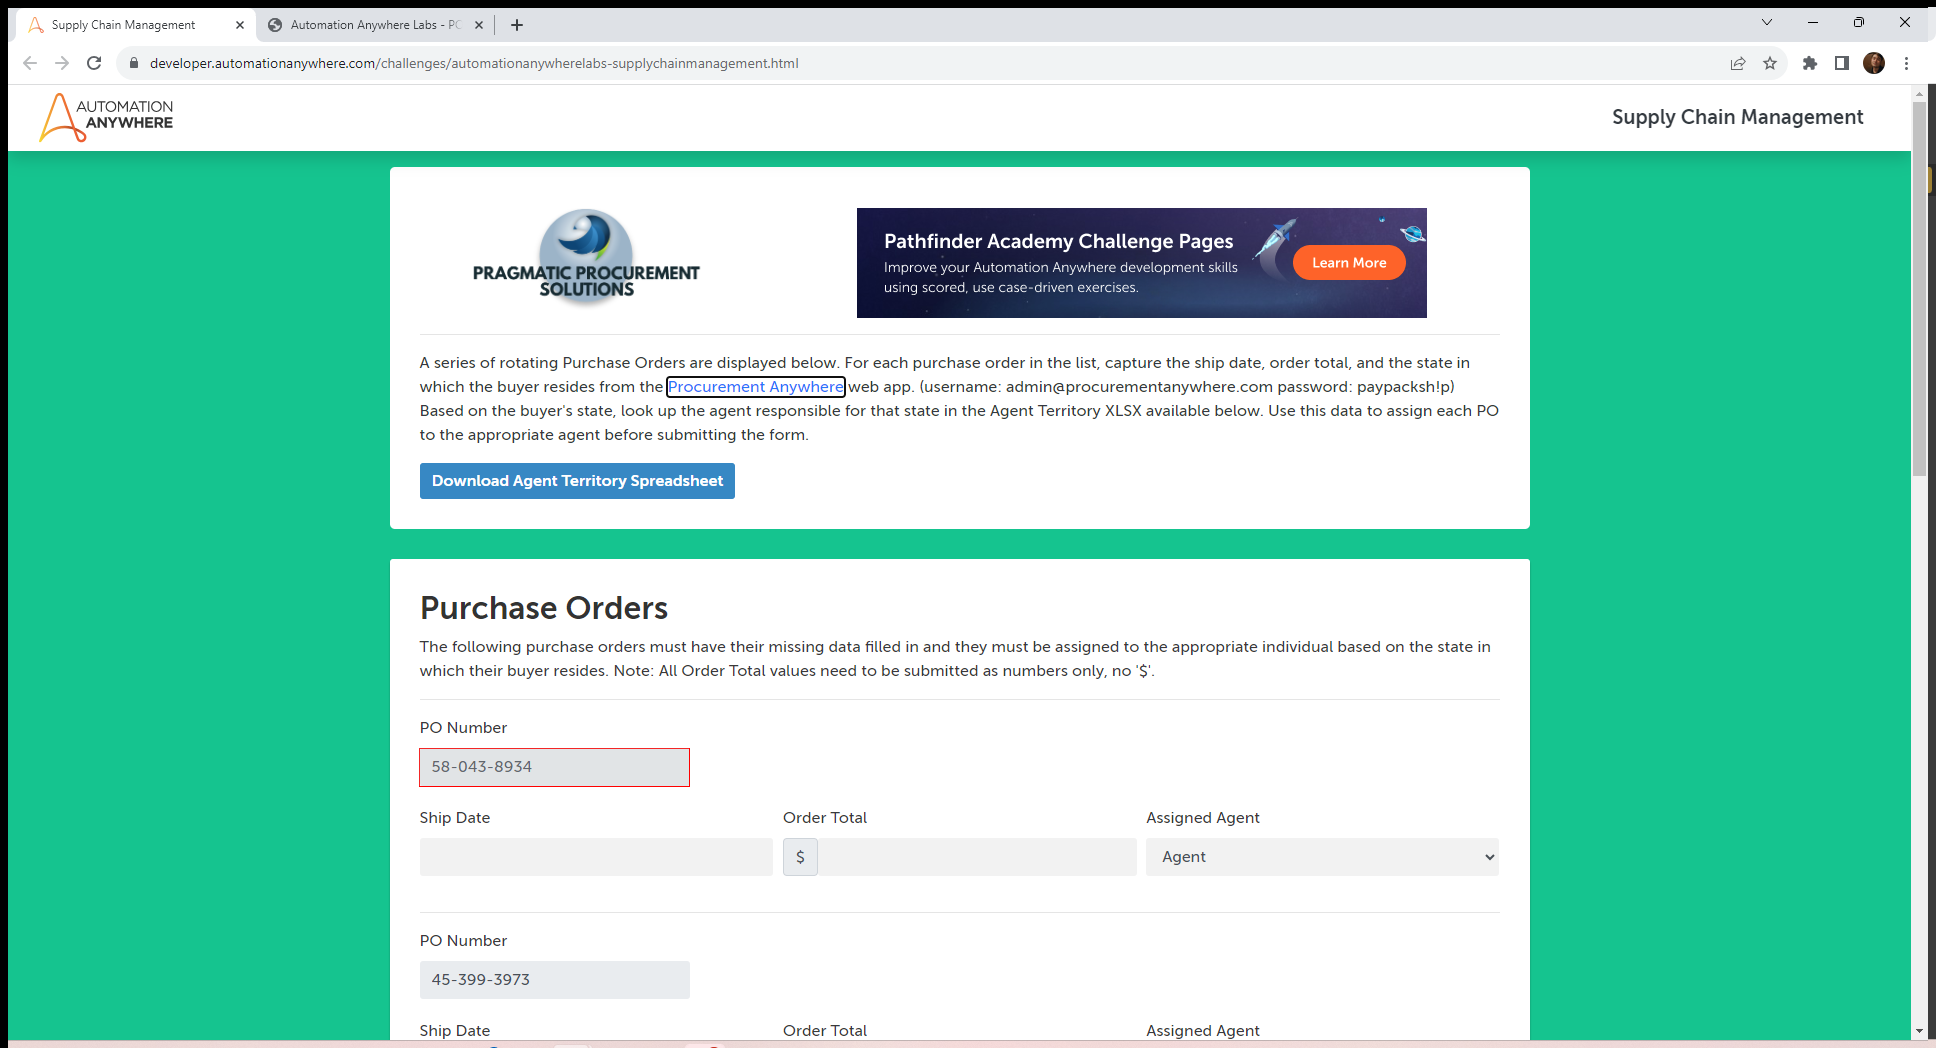 Supply Chain Management
Automation Anywhere Labs - PO
developer.automationanywhere.com/challenges/automationanywherelabs-supplychainmanagement.html
AUTOMATION
ANYWHERE
Supply Chain Management
PRAGMATIC PROCUREMENT
SOLUTIONS
Pathfinder Academy Challenge Pages
Improve your Automation Anywhere development skills
using scored, use case-driven exercises.
Learn More
A series of rotating Purchase Orders are displayed below. For each purchase order in the list, capture the ship date, order total, and the state in
which the buyer resides from the Procurement Anywhere web app. (username: admin@procurementanywhere.com password: paypacksh!p)
Based on the buyer's state, look up the agent responsible for that state in the Agent Territory XLSX available below. Use this data to assign each PO
to the appropriate agent before submitting the form.
Download Agent Territory Spreadsheet
Purchase Orders
The following purchase orders must have their missing data filled in and they must be assigned to the appropriate individual based on the state in
which their buyer resides. Note: All Order Total values need to be submitted as numbers only, no '$'.
PO Number
58-043-8934
Ship Date Order Total Assigned Agent
$ Agent
PO Number
45-399-3973
Ship Date Order Total Assigned Agent